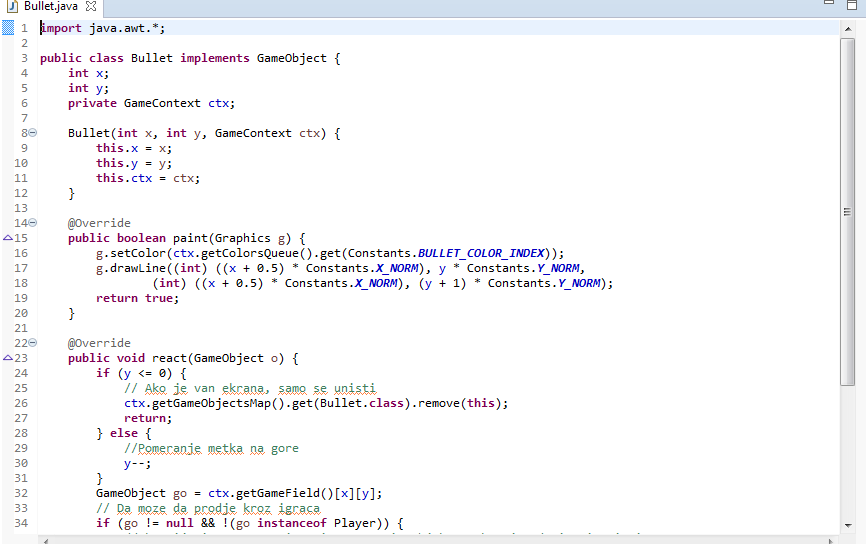 Bullet.java
1 import java.awt.*;
2
3 public class Bullet implements GameObject {
4     int x;
5     int y;
6     private GameContext ctx;
7
8     Bullet(int x, int y, GameContext ctx) {
9         this.x = x;
10         this.y = y;
11         this.ctx = ctx;
12     }
13
14     @Override
15     public boolean paint(Graphics g) {
16         g.setColor(ctx.getColorsQueue().get(Constants.BULLET_COLOR_INDEX));
17         g.drawLine((int) ((x + 0.5) * Constants.X_NORM), y * Constants.Y_NORM,
18                 (int) ((x + 0.5) * Constants.X_NORM), (y + 1) * Constants.Y_NORM);
19         return true;
20     }
21
22     @Override
23     public void react(GameObject o) {
24         if (y <= 0) {
25             // Ako je van ekrana, samo se unisti
26             ctx.getGameObjectsMap().get(Bullet.class).remove(this);
27             return;
28         } else {
29             //Pomeranje metka na gore
30             y--;
31         }
32         GameObject go = ctx.getGameField()[x][y];
33         // Da moze da prodje kroz igraca
34         if (go != null && !(go instanceof Player)) {